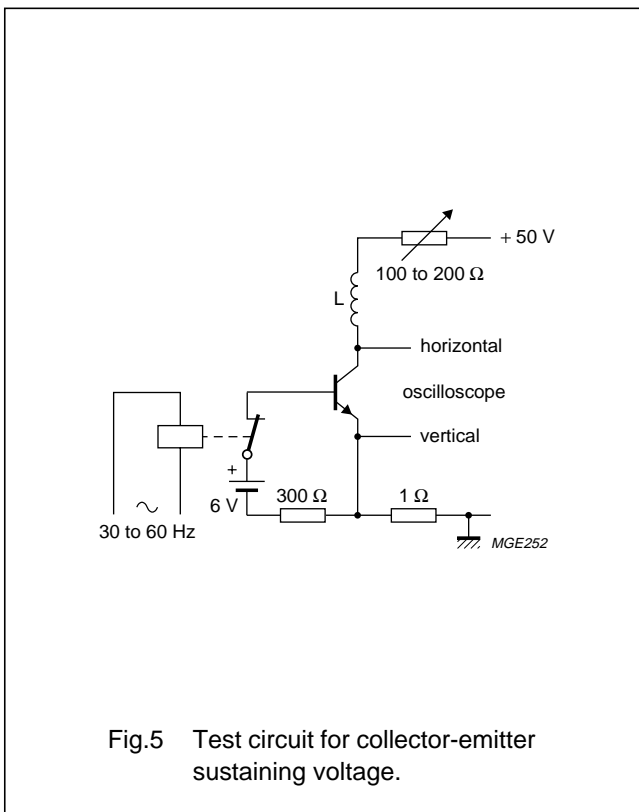 + 50 V
100 to 200 Ω
L
horizontal
oscilloscope
vertical
+
6 V
300 Ω
1 Ω
30 to 60 Hz
MGE252
Fig.5 Test circuit for collector-emitter
sustaining voltage.